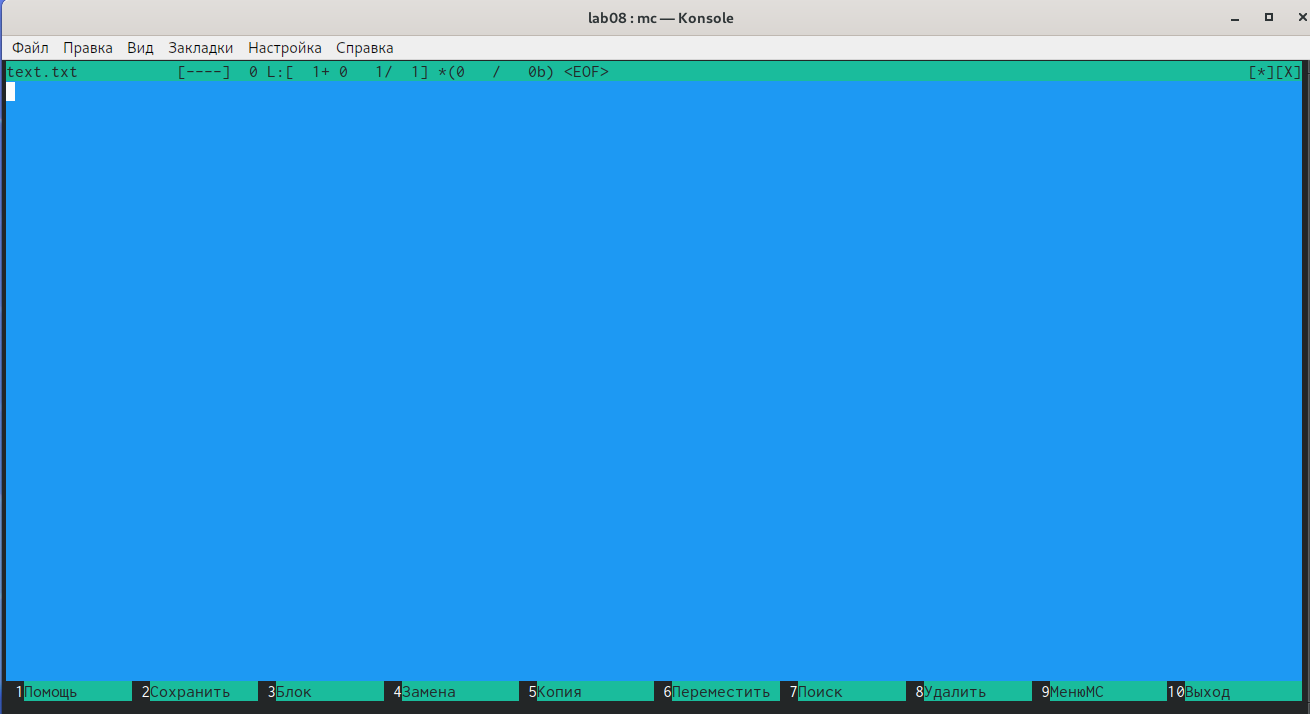 lab08 : mc — Konsole
Файл Правка Вид Закладки Настройка Справка
text.txt [----] 0 L:[ 1+ 0 1/ 1] *(0 / 0b) <EOF> [*][X]
1Помощь 2Сохранить 3Блок 4Замена 5Копия 6Переместить 7Поиск 8Удалить 9МенюMC 10Выход